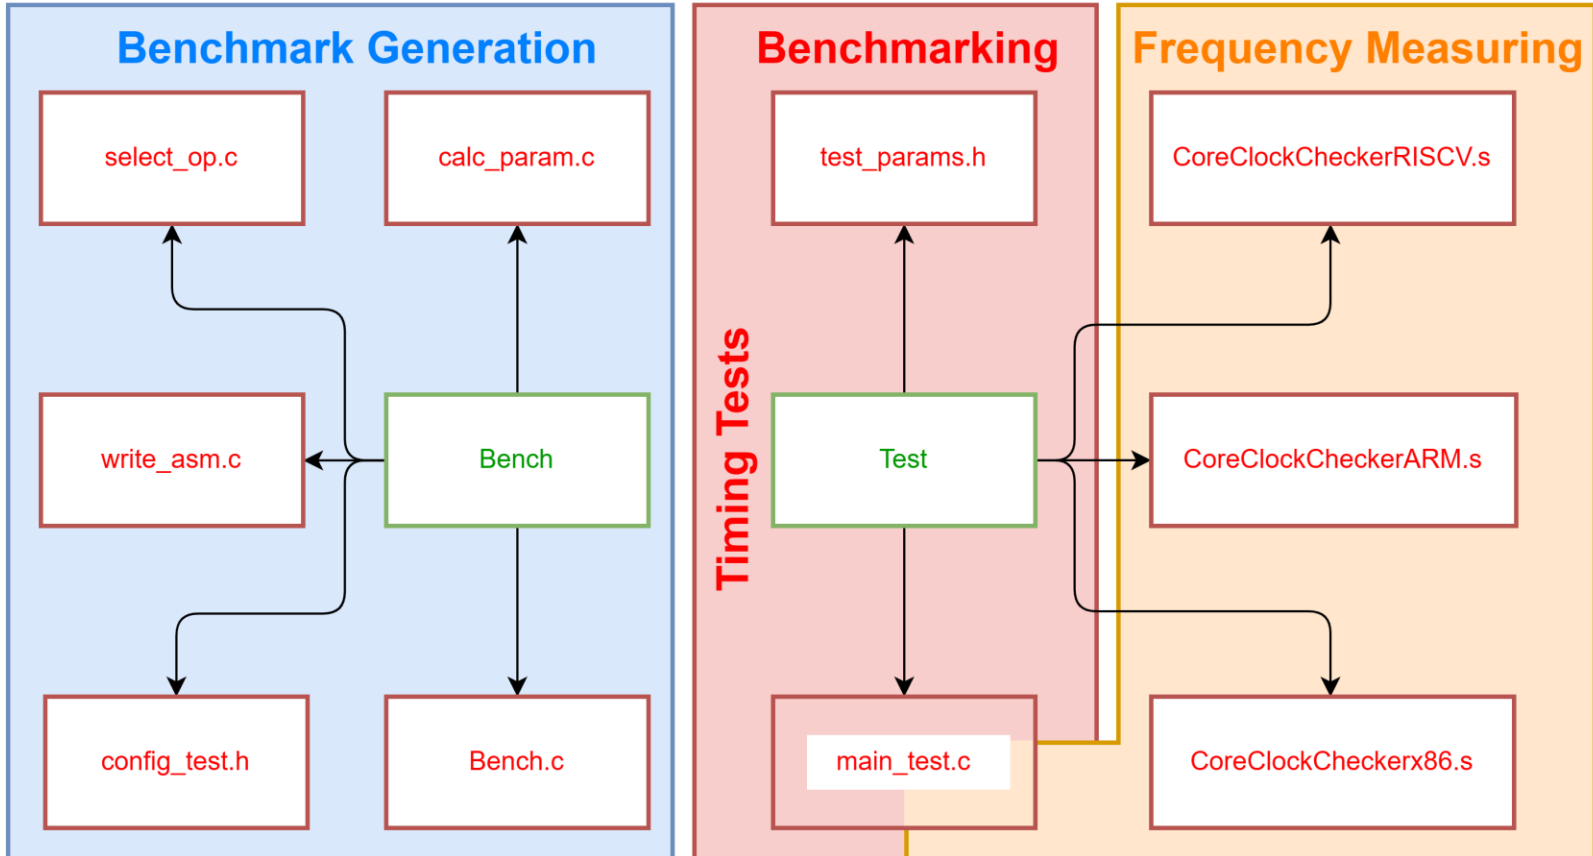 Benchmark Generation
select_op.c
calc_param.c
write_asm.c
Bench
config_test.h
Bench.c
Benchmarking
Timing Tests
test_params.h
Test
main_test.c
Frequency Measuring
CoreClockCheckerRISCV.s
CoreClockCheckerARM.s
CoreClockCheckerx86.s